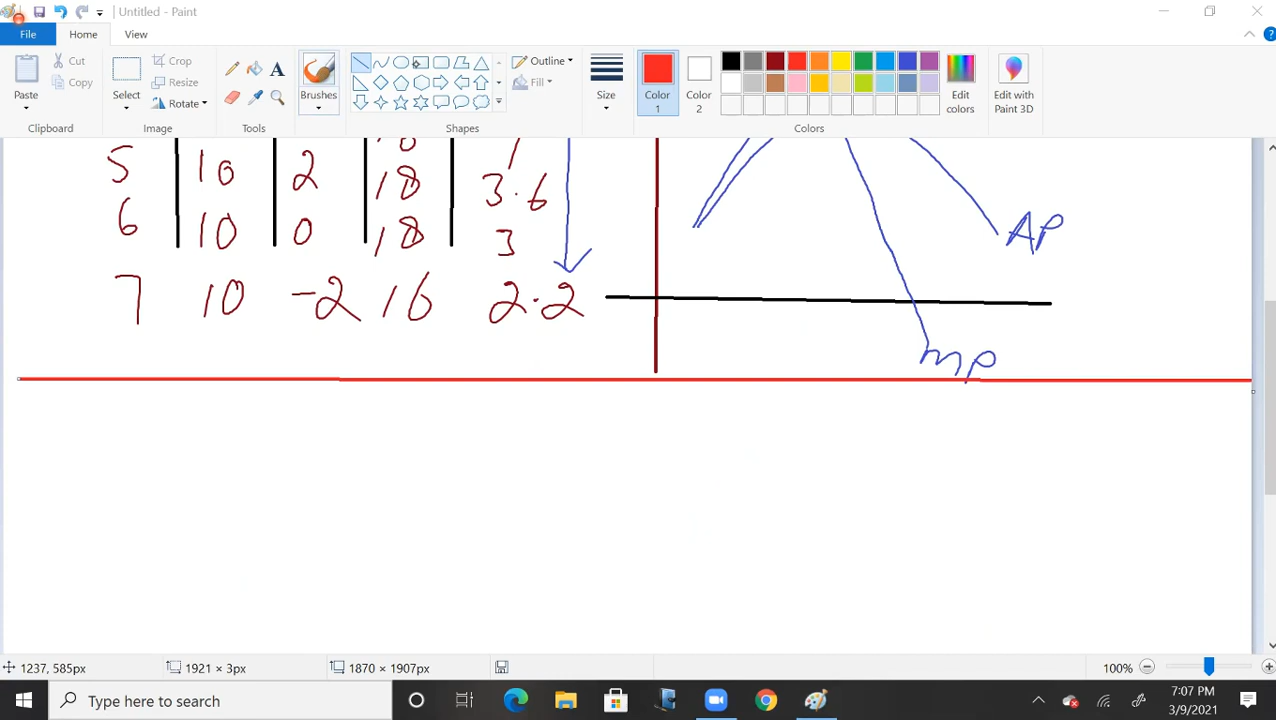 Untitled - Paint
File Home View
Paste
Cut
Copy
Clipboard
Select
Crop
Resize
Rotate
Image
A
Tools
Brushes
Outline
Fill
Shapes
Size
Color 1
Color 2
Colors
Edit colors
Edit with Paint 3D
5 10 2 18 3.6
6 10 0 18 3
7 10 -2 16 2.2
AP
MP
1237, 585px
1921 × 3px
1870 × 1907px
100%
Type here to search
7:07 PM
3/9/2021